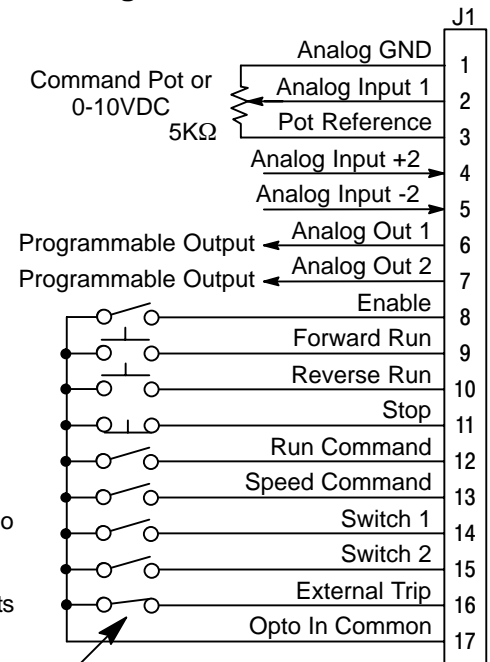 J1
Analog GND 1
Command Pot or
0-10VDC
5KΩ
Analog Input 1 2
Pot Reference 3
Analog Input +2 4
Analog Input -2 5
Programmable Output Analog Out 1 6
Programmable Output Analog Out 2 7
Enable 8
Forward Run 9
Reverse Run 10
Stop 11
Run Command 12
Speed Command 13
Switch 1 14
Switch 2 15
External Trip 16
Opto In Common 17